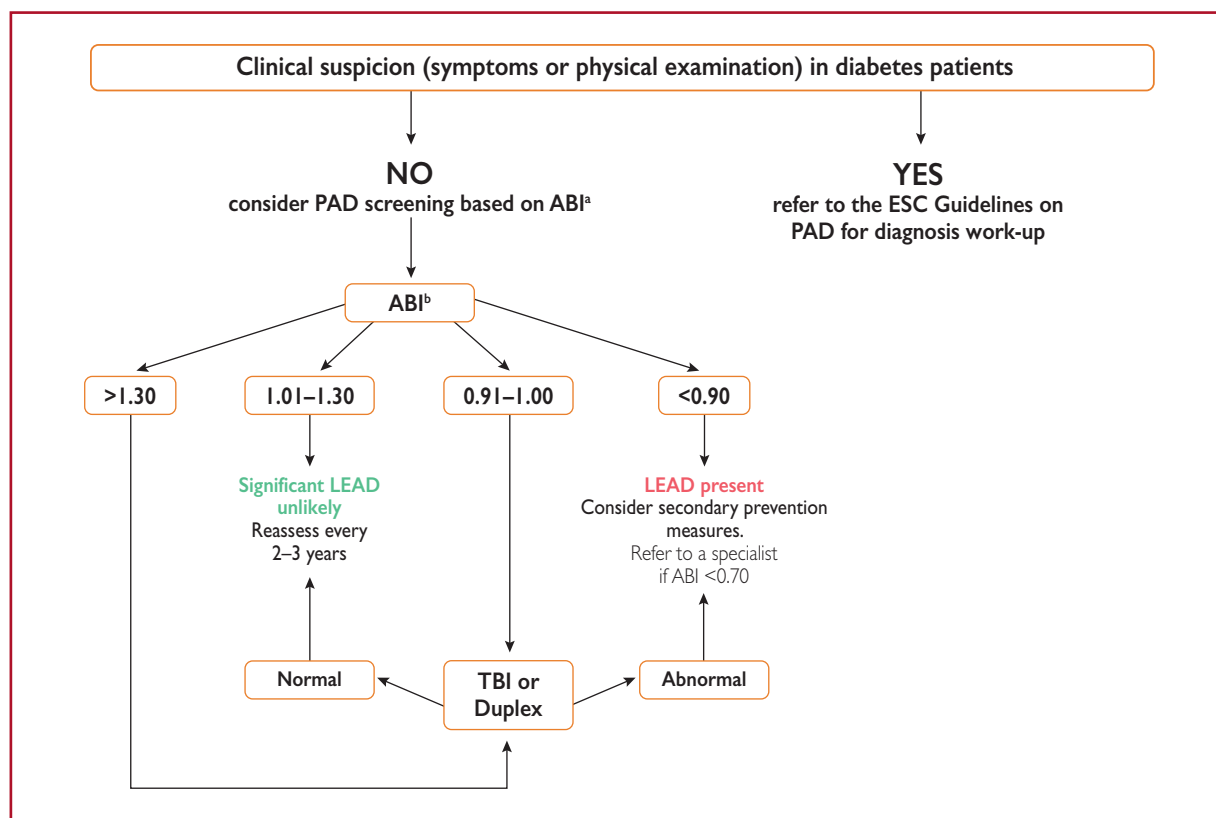 Clinical suspicion (symptoms or physical examination) in diabetes patients
NO
consider PAD screening based on ABIᵃ
YES
refer to the ESC Guidelines on
PAD for diagnosis work-up
ABIᵇ
>1.30
1.01–1.30
0.91–1.00
<0.90
Significant LEAD
unlikely
Reassess every
2–3 years
LEAD present
Consider secondary prevention
measures.
Refer to a specialist
if ABI <0.70
Normal
TBI or
Duplex
Abnormal